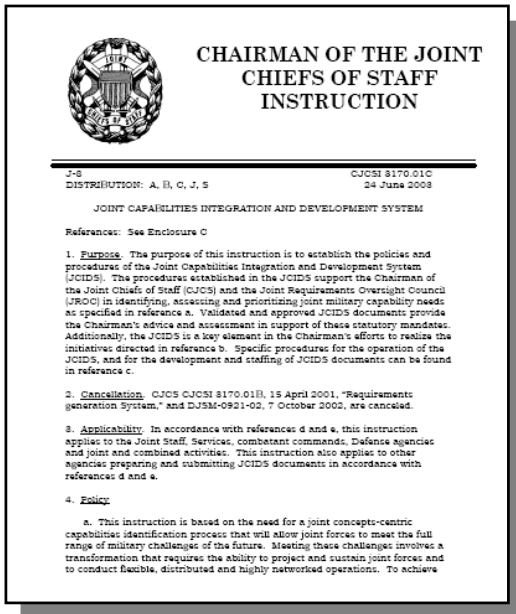 CHAIRMAN OF THE JOINT
CHIEFS OF STAFF
INSTRUCTION
JOINT
CHIEFS OF STAFF
J-8
CJCSI 3170.01C
DISTRIBUTION: A, B, C, J, S
24 June 2003
JOINT CAPABILITIES INTEGRATION AND DEVELOPMENT SYSTEM
References: See Enclosure C
1. Purpose. The purpose of this instruction is to establish the policies and
procedures of the Joint Capabilities Integration and Development System
(JCIDS). The procedures established in the JCIDS support the Chairman of
the Joint Chiefs of Staff (CJCS) and the Joint Requirements Oversight Council
(JROC) in identifying, assessing and prioritizing joint military capability needs
as specified in reference a. Validated and approved JCIDS documents provide
the Chairman's advice and assessment in support of these statutory mandates.
Additionally, the JCIDS is a key element in the Chairman's efforts to realize the
initiatives directed in reference b. Specific procedures for the operation of the
JCIDS, and for the development and staffing of JCIDS documents can be found
in reference c.
2. Cancellation. CJCS CJCSI 3170.01B, 15 April 2001, "Requirements
generation System," and DJSM-0921-02, 7 October 2002, are canceled.
3. Applicability. In accordance with references d and e, this instruction
applies to the Joint Staff, Services, combatant commands, Defense agencies
and joint and combined activities. This instruction also applies to other
agencies preparing and submitting JCIDS documents in accordance with
references d and e.
4. Policy
a. This instruction is based on the need for a joint concepts-centric
capabilities identification process that will allow joint forces to meet the full
range of military challenges of the future. Meeting these challenges involves a
transformation that requires the ability to project and sustain joint forces and
to conduct flexible, distributed and highly networked operations. To achieve